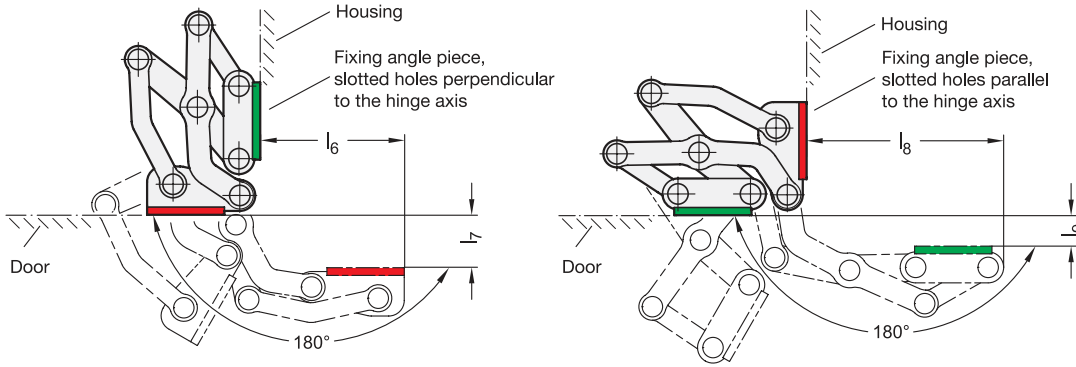 Housing
Fixing angle piece,
slotted holes perpendicular
to the hinge axis
l6
l7
Door
180°
Housing
Fixing angle piece,
slotted holes parallel
to the hinge axis
l8
Door
180°